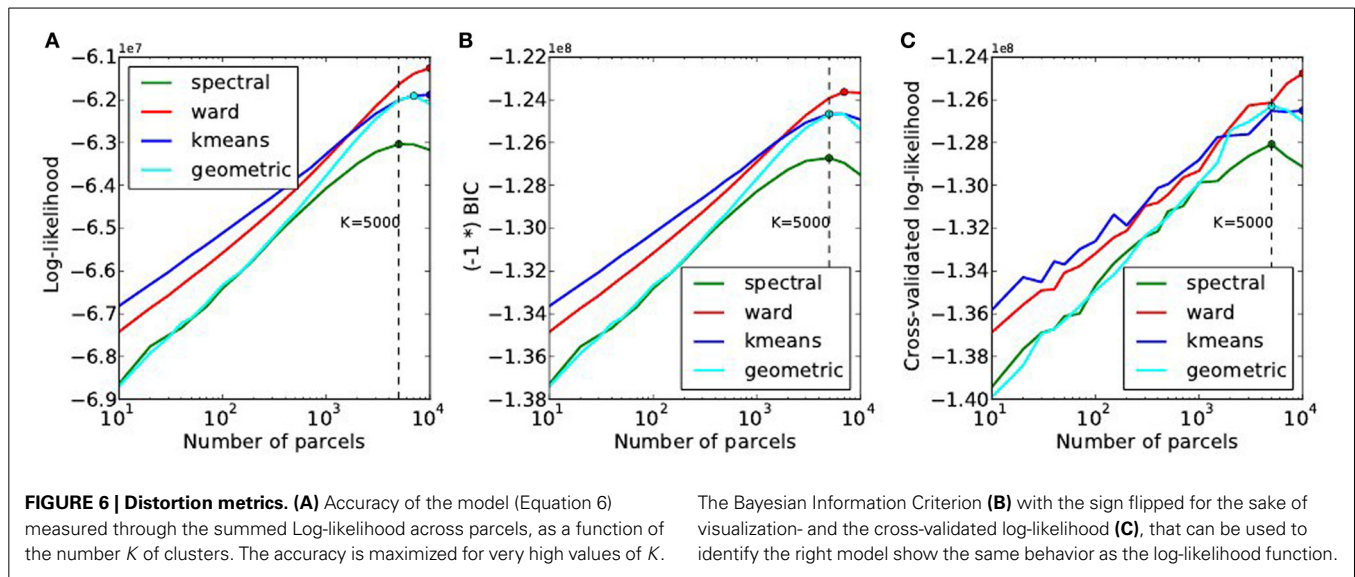 A
1e7
−6.1
−6.2
−6.3
−6.4
−6.5
−6.6
−6.7
−6.8
−6.9
Log-likelihood
spectral
ward
kmeans
geometric
K=5000
10^1
10^2
10^3
10^4
Number of parcels
B
1e8
−1.22
−1.24
−1.26
−1.28
−1.30
−1.32
−1.34
−1.36
−1.38
(-1 *) BIC
K=5000
spectral
ward
kmeans
geometric
10^1
10^2
10^3
10^4
Number of parcels
C
1e8
−1.24
−1.26
−1.28
−1.30
−1.32
−1.34
−1.36
−1.38
−1.40
Cross-validated log-likelihood
K=5000
spectral
ward
kmeans
geometric
10^1
10^2
10^3
10^4
Number of parcels
FIGURE 6 | Distortion metrics. (A) Accuracy of the model (Equation 6)
measured through the summed Log-likelihood across parcels, as a function of
the number K of clusters. The accuracy is maximized for very high values of K.
The Bayesian Information Criterion (B) with the sign flipped for the sake of
visualization- and the cross-validated log-likelihood (C), that can be used to
identify the right model show the same behavior as the log-likelihood function.